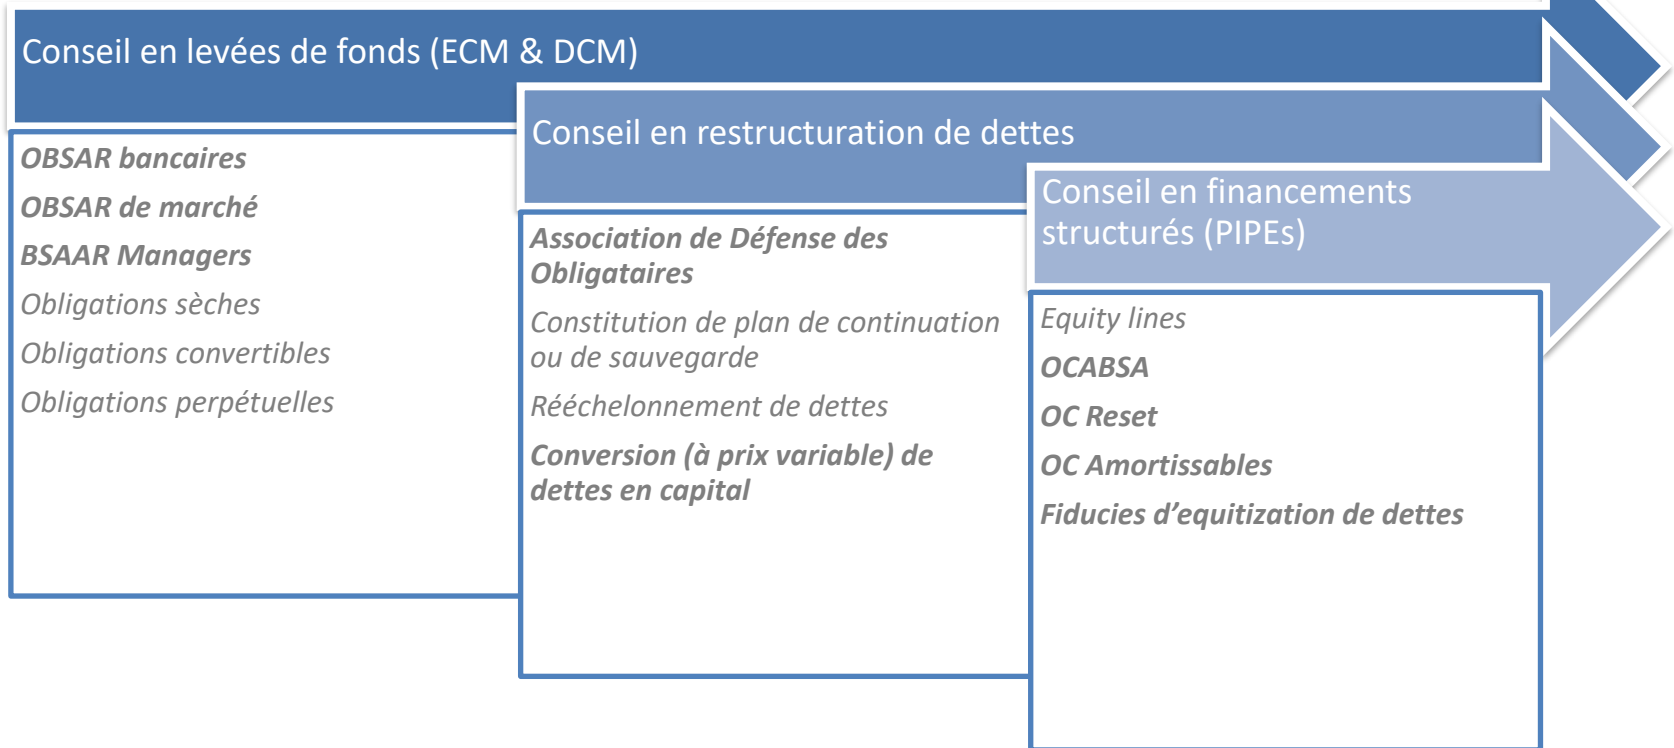 Conseil en levées de fonds (ECM & DCM)
OBSAR bancaires
OBSAR de marché
BSAAR Managers
Obligations sèches
Obligations convertibles
Obligations perpétuelles
Conseil en restructuration de dettes
Association de Défense des
Obligataires
Constitution de plan de continuation
ou de sauvegarde
Rééchelonnement de dettes
Conversion (à prix variable) de
dettes en capital
Conseil en financements
structurés (PIPEs)
Equity lines
OCABSA
OC Reset
OC Amortissables
Fiducies d’equitization de dettes